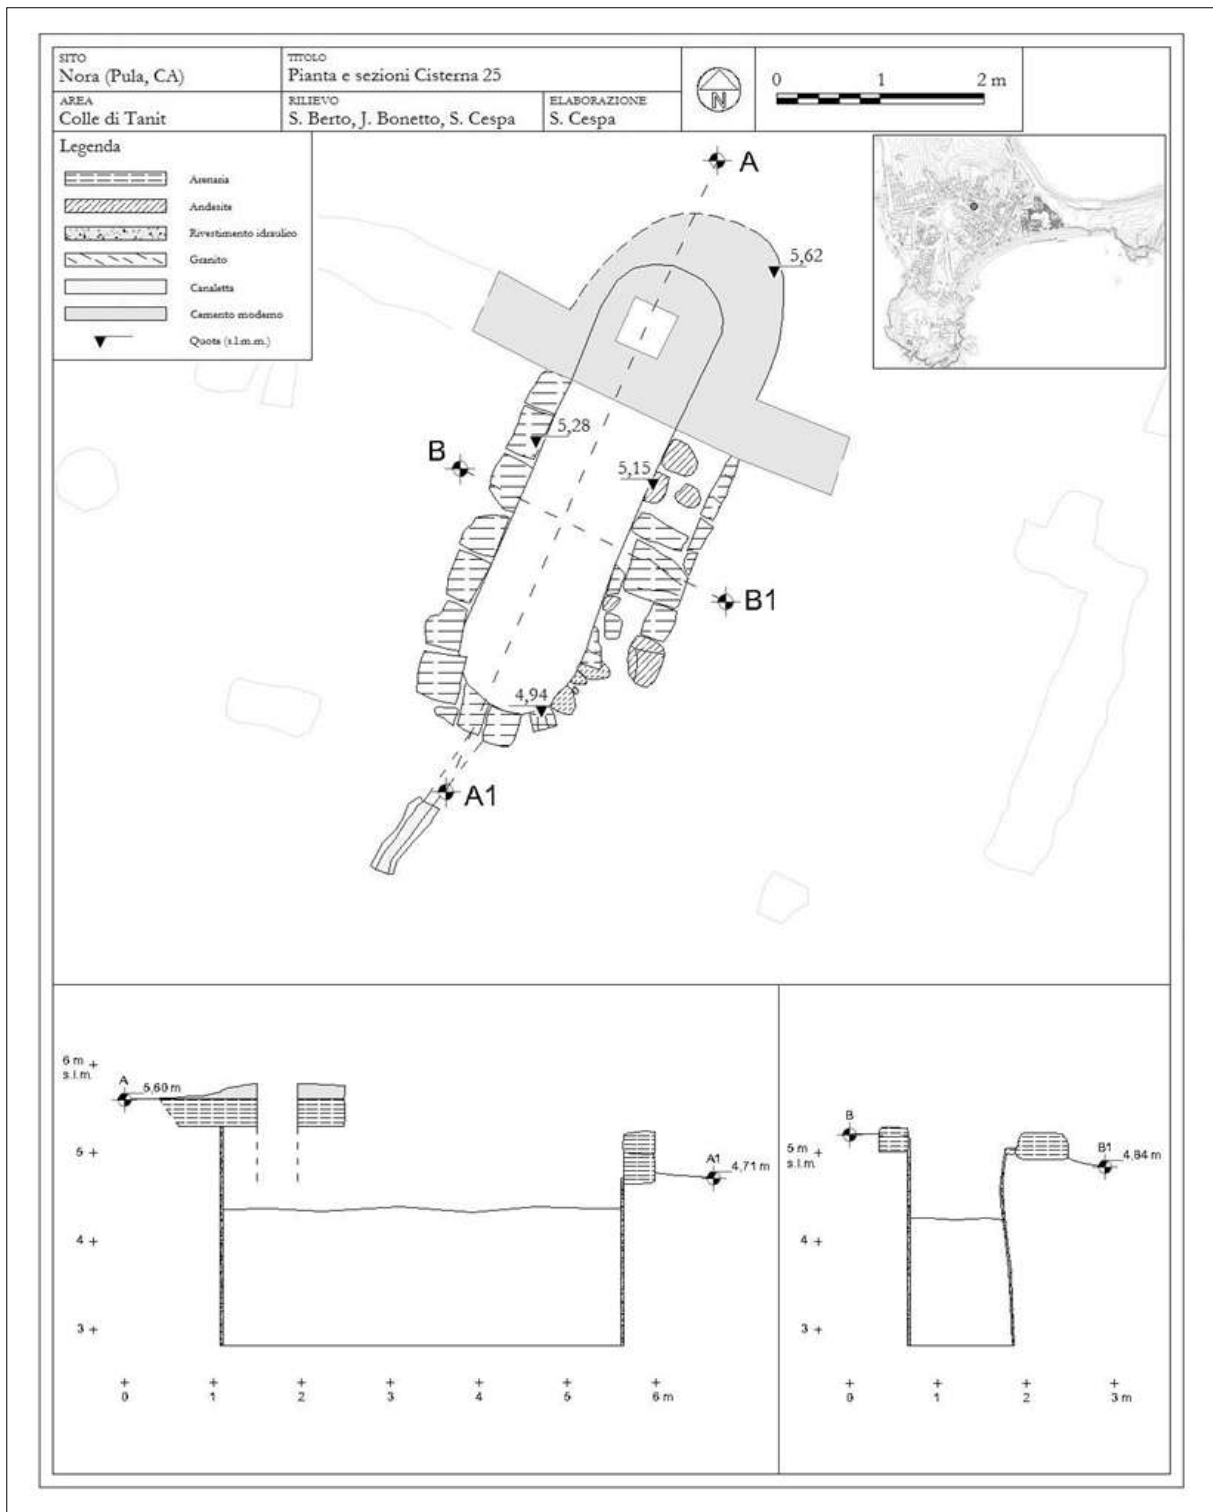 SITO
Nora (Pula, CA)
TITOLO
Pianta e sezioni Cisterna 25
AREA
Colle di Tanit
RILIEVO
S. Berto, J. Bonetto, S. Cespa
ELABORAZIONE
S. Cespa
N
0 1 2 m
Legenda
Arenaria
Andesite
Rivestimento idraulico
Granito
Canaletta
Cemento moderno
Quota (s.l.m.m.)
A
5,62
5,28
B
5,15
B1
4,94
A1
6 m
s.l.m.
A
5,60 m
5
A1
4,71 m
4
3
0 1 2 3 4 5 6 m
B
5 m
s.l.m.
B1
4,84 m
4
3
0 1 2 3 m